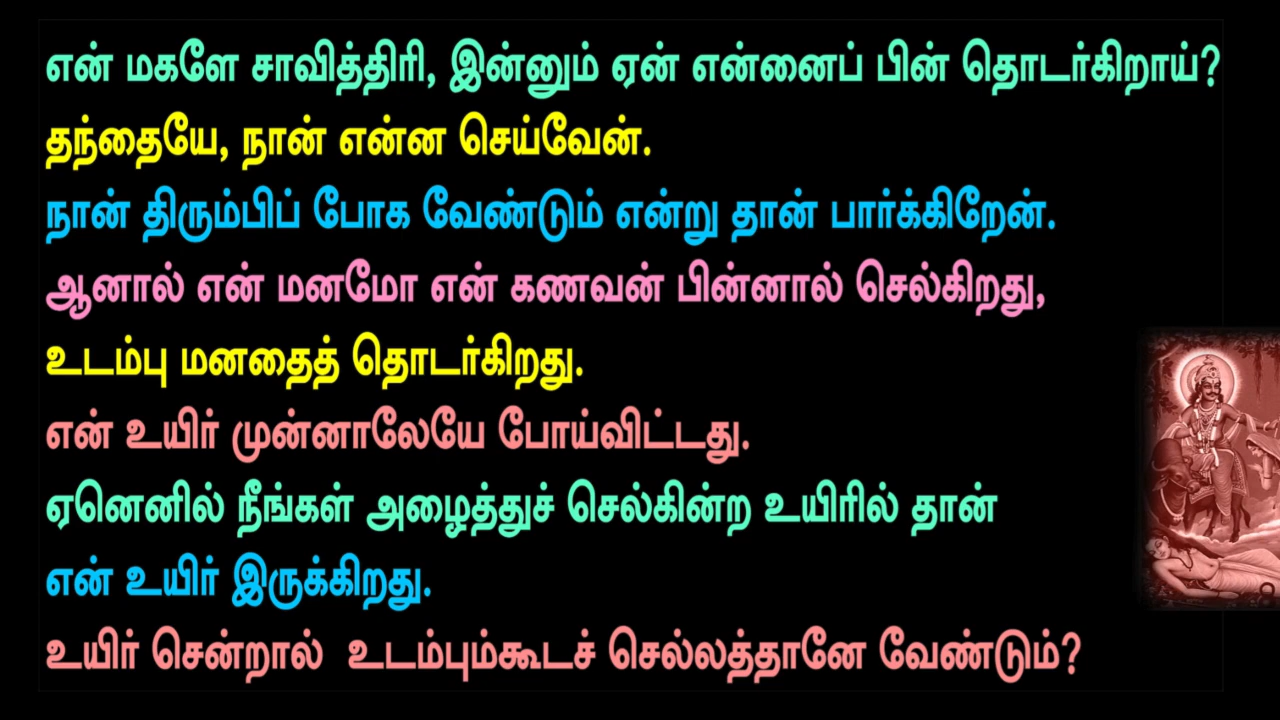 என் மகளே சாவித்திரி, இன்னும் ஏன் என்னைப் பின் தொடர்கிறாய்?
தந்தையே, நான் என்ன செய்வேன்.
நான் திரும்பிப் போக வேண்டும் என்று தான் பார்க்கிறேன்.
ஆனால் என் மனமோ என் கணவன் பின்னால் செல்கிறது,
உடம்பு மனதைத் தொடர்கிறது.
என் உயிர் முன்னாலேயே போய்விட்டது.
ஏனெனில் நீங்கள் அழைத்துச் செல்கின்ற உயிரில் தான்
என் உயிர் இருக்கிறது.
உயிர் சென்றால் உடம்பும்கூடச் செல்லத்தானே வேண்டும்?